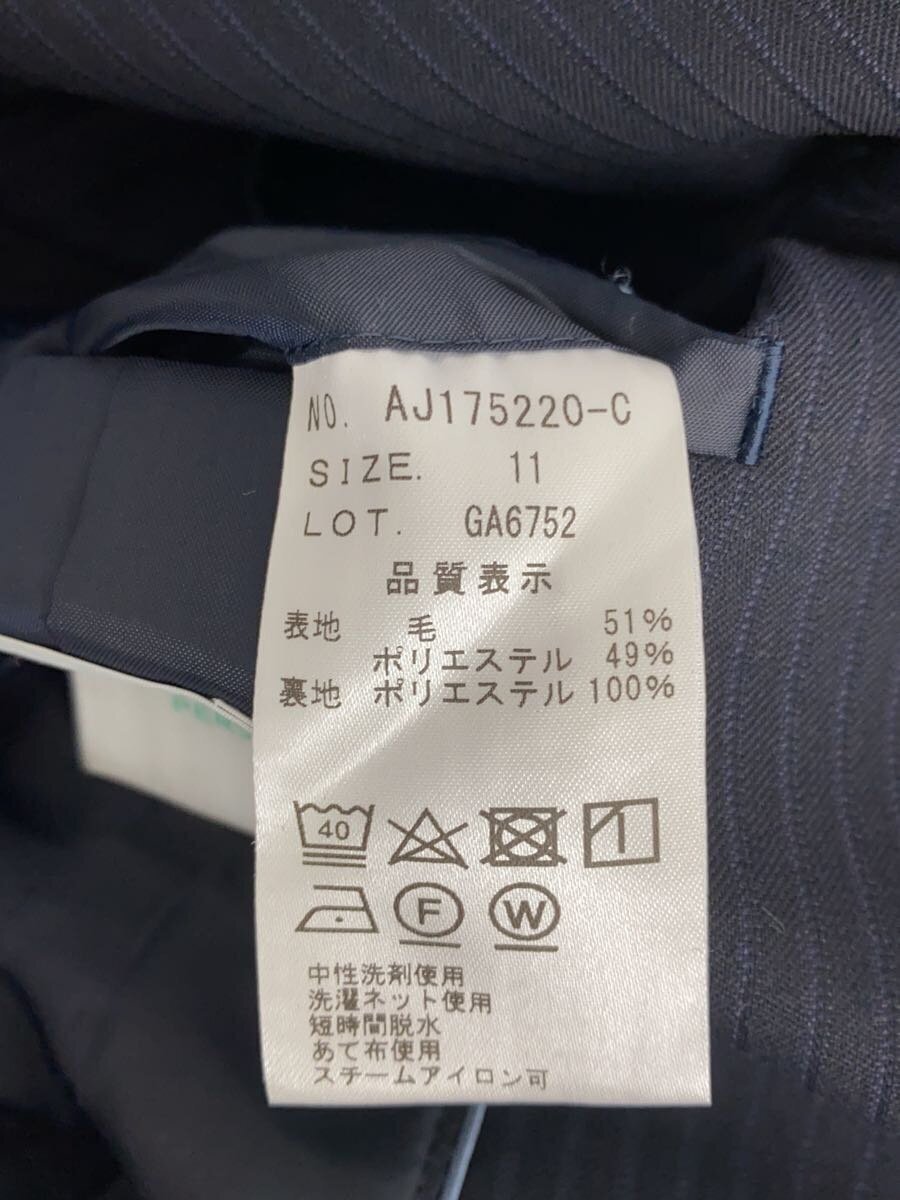 NO. AJ175220-C
SIZE. 11
LOT. GA6752
品質表示
表地 毛 51%
ポリエステル 49%
裏地 ポリエステル 100%
40
F W
中性洗剤使用
洗濯ネット使用
短時間脱水
あて布使用
スチームアイロン可